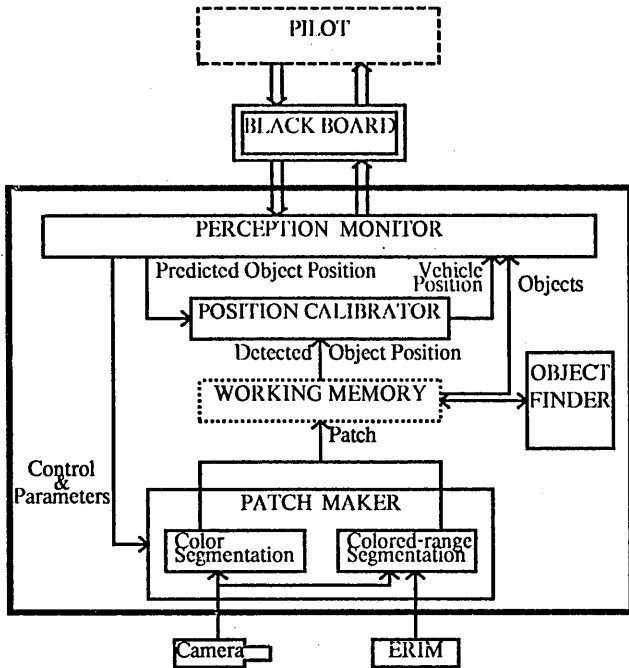 PILOT
BLACK BOARD
PERCEPTION MONITOR
Predicted Object Position
Vehicle
Position
Objects
POSITION CALIBRATOR
Detected Object Position
WORKING MEMORY
OBJECT
FINDER
Patch
Control
&
Parameters
PATCH MAKER
Color
Segmentation
Colored-range
Segmentation
Camera
ERIM